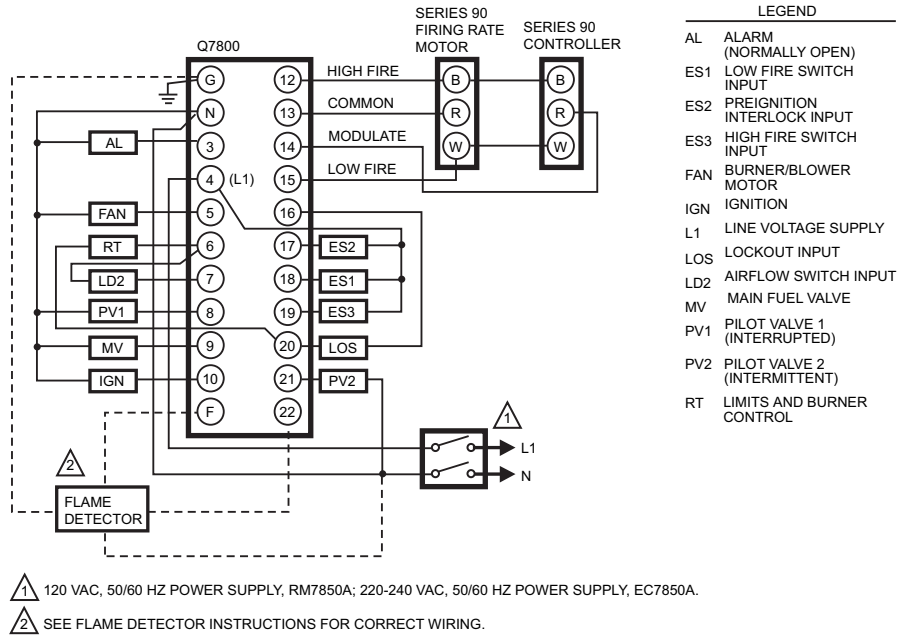 SERIES 90
FIRING RATE
MOTOR
SERIES 90
CONTROLLER
Q7800
G
N
3
4
(L1)
5
6
7
8
9
10
F
12
13
14
15
16
17
18
19
20
21
22
HIGH FIRE
COMMON
MODULATE
LOW FIRE
B
R
W
B
R
W
AL
FAN
RT
LD2
PV1
MV
IGN
ES2
ES1
ES3
LOS
PV2
1
L1
N
2
FLAME
DETECTOR
LEGEND
AL ALARM
(NORMALLY OPEN)
ES1 LOW FIRE SWITCH
INPUT
ES2 PREIGNITION
INTERLOCK INPUT
ES3 HIGH FIRE SWITCH
INPUT
FAN BURNER/BLOWER
MOTOR
IGN IGNITION
L1 LINE VOLTAGE SUPPLY
LOS LOCKOUT INPUT
LD2 AIRFLOW SWITCH INPUT
MV MAIN FUEL VALVE
PV1 PILOT VALVE 1
(INTERRUPTED)
PV2 PILOT VALVE 2
(INTERMITTENT)
RT LIMITS AND BURNER
CONTROL
1 120 VAC, 50/60 HZ POWER SUPPLY, RM7850A; 220-240 VAC, 50/60 HZ POWER SUPPLY, EC7850A.
2 SEE FLAME DETECTOR INSTRUCTIONS FOR CORRECT WIRING.